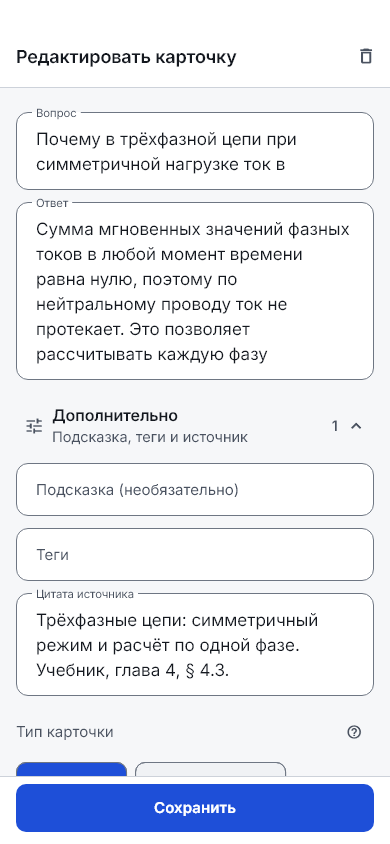 Редактировать карточку
Вопрос
Почему в трёхфазной цепи при
симметричной нагрузке ток в
Ответ
Сумма мгновенных значений фазных
токов в любой момент времени
равна нулю, поэтому по
нейтральному проводу ток не
протекает. Это позволяет
рассчитывать каждую фазу
Дополнительно
1
Подсказка, теги и источник
Подсказка (необязательно)
Теги
Цитата источника
Трёхфазные цепи: симметричный
режим и расчёт по одной фазе.
Учебник, глава 4, § 4.3.
Тип карточки
Сохранить